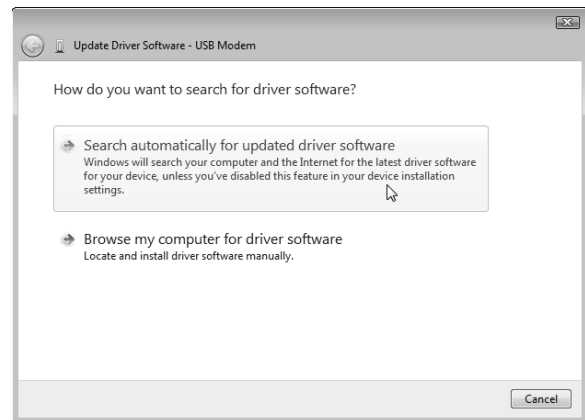 Update Driver Software - USB Modem
How do you want to search for driver software?
Search automatically for updated driver software
Windows will search your computer and the Internet for the latest driver software
for your device, unless you've disabled this feature in your device installation
settings.
Browse my computer for driver software
Locate and install driver software manually.
Cancel